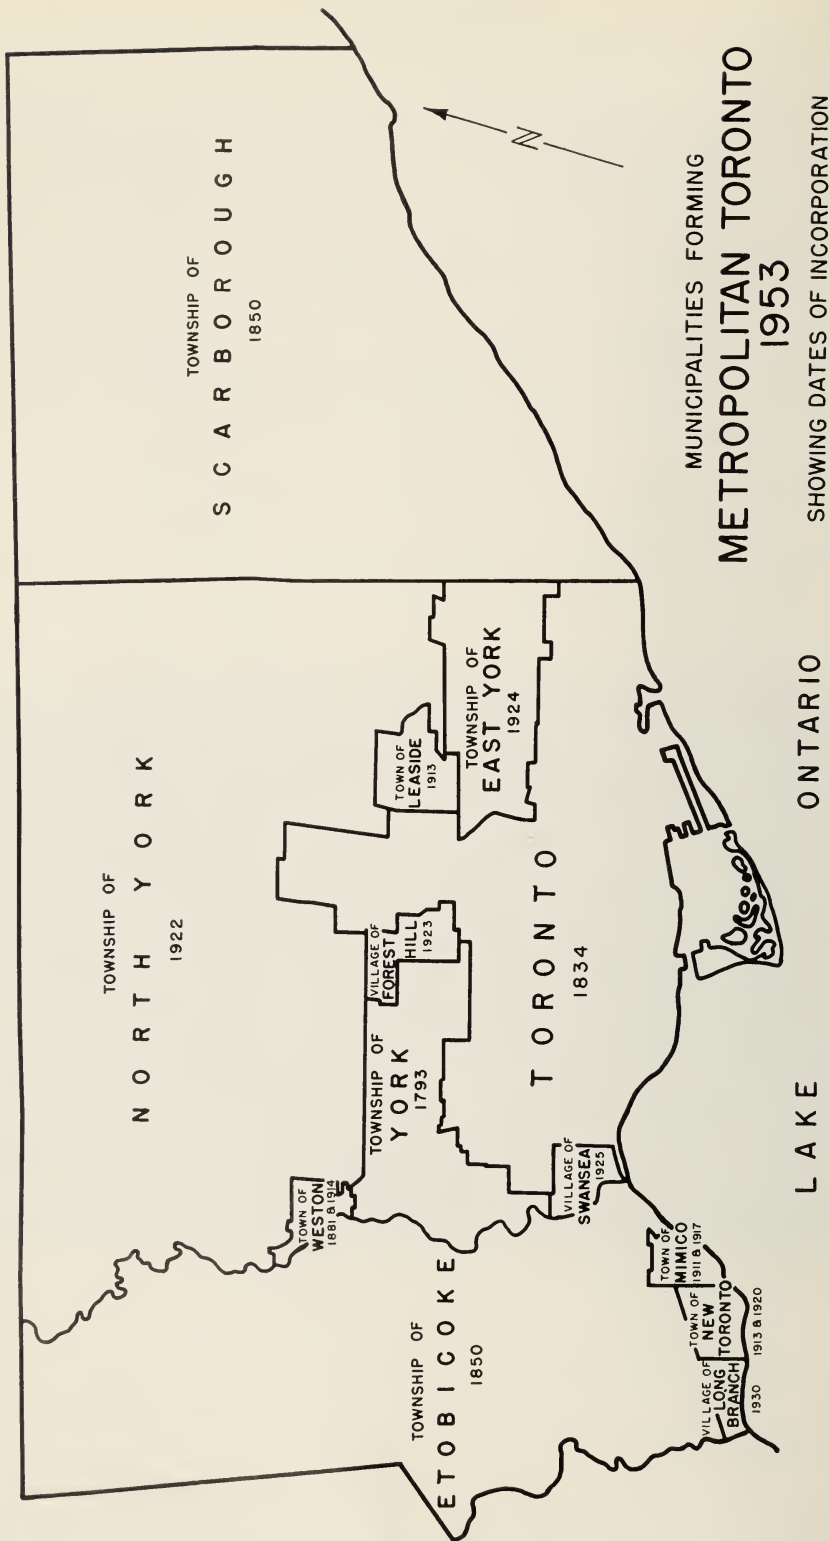 TOWNSHIP OF
SCARBOROUGH
1850
TOWNSHIP OF
NORTH YORK
1922
TOWN OF
LEASIDE
1913
TOWNSHIP OF
EAST YORK
1924
VILLAGE OF
FOREST
HILL
1923
TOWNSHIP OF
YORK
1793
TORONTO
1834
TOWN OF
WESTON
1881 & 1914
VILLAGE OF
SWANSEA
1925
TOWNSHIP OF
ETOBICOKE
1850
TOWN OF
MIMICO
1911 & 1917
TOWN OF
NEW
TORONTO
1913 & 1920
VILLAGE OF
LONG
BRANCH
1930
LAKE ONTARIO
N
MUNICIPALITIES FORMING
METROPOLITAN TORONTO
1953
SHOWING DATES OF INCORPORATION